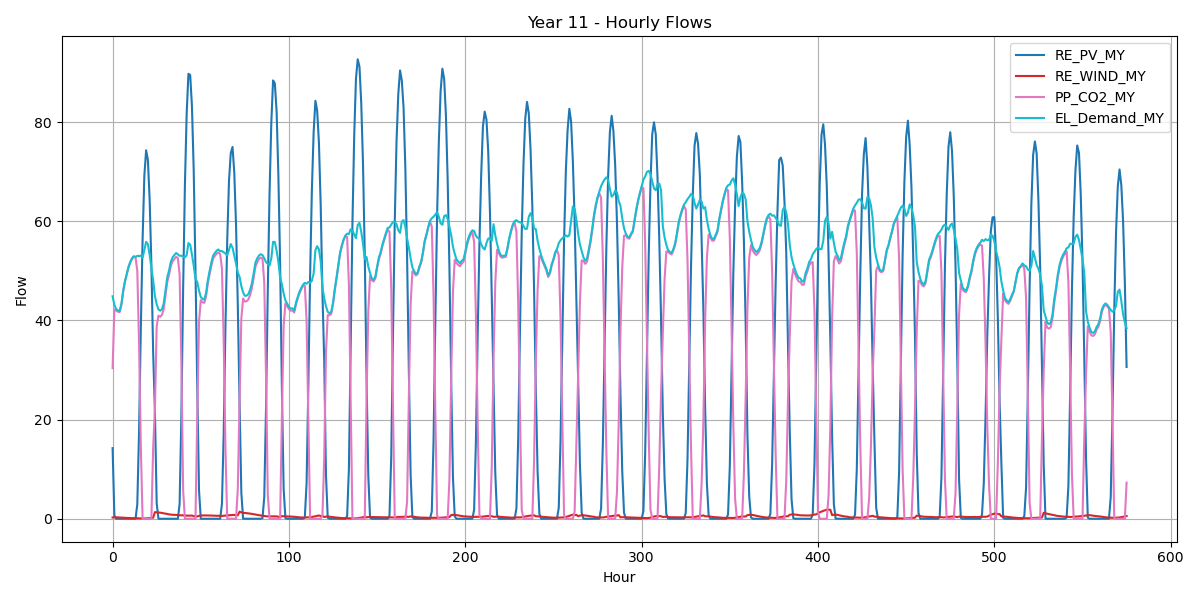 Year 11 - Hourly Flows
RE_PV_MY
RE_WIND_MY
PP_CO2_MY
EL_Demand_MY
Flow
80
60
40
20
0
0 100 200 300 400 500 600
Hour